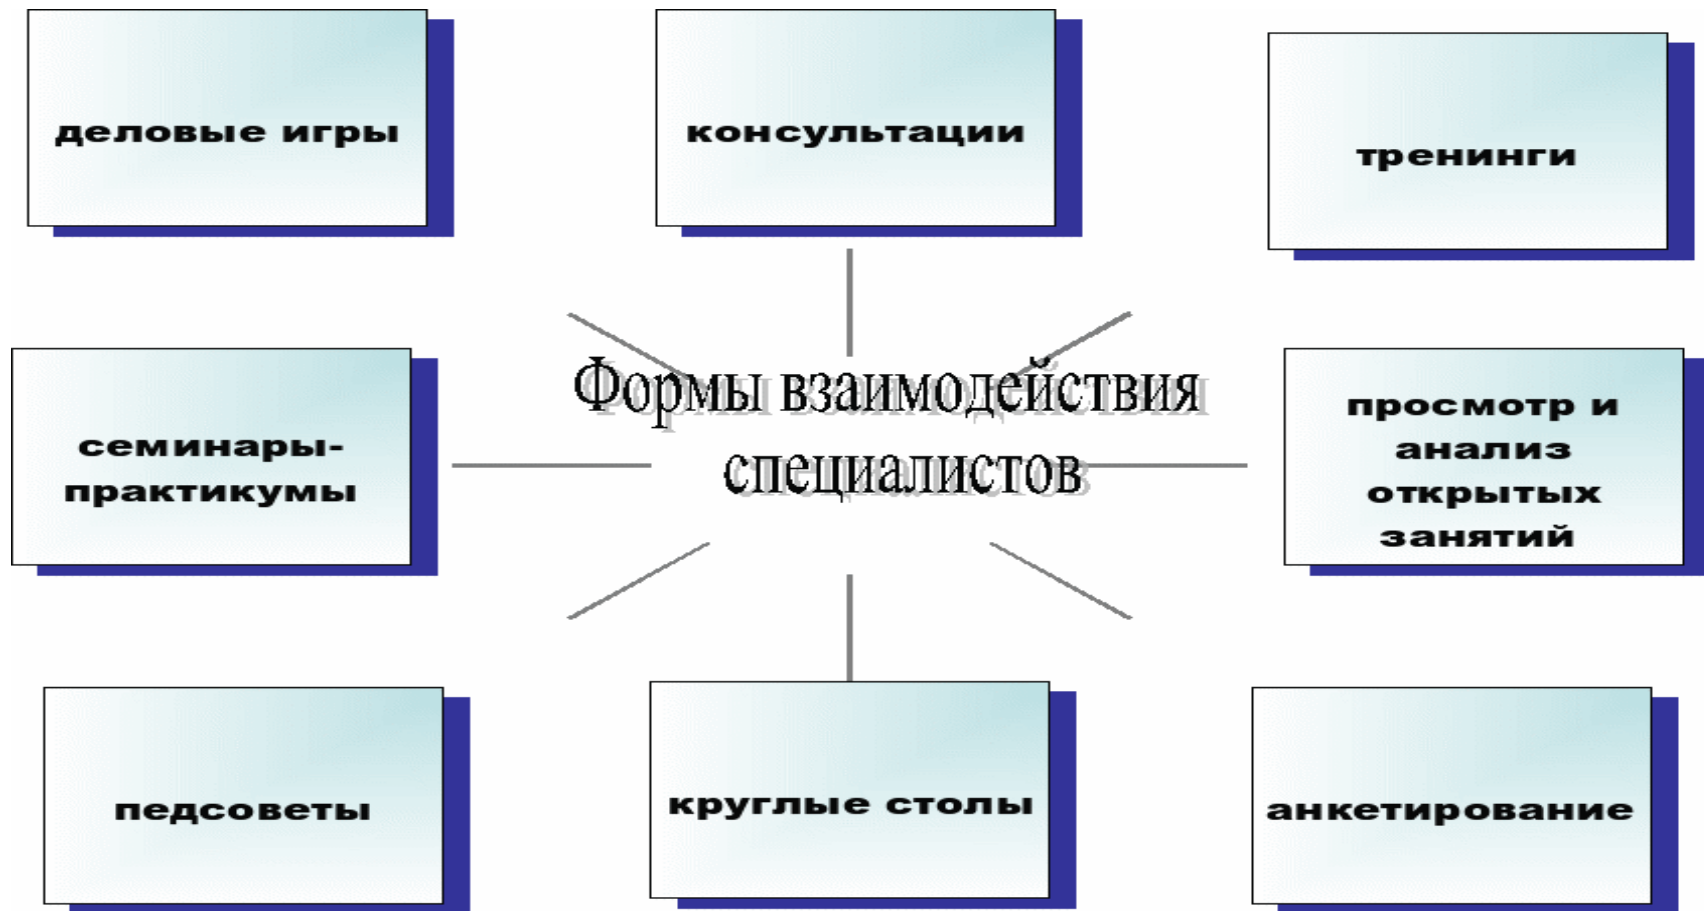 деловые игры
консультации
тренинги
Формы взаимодействия
специалистов
семинары-
практикумы
просмотр и
анализ
открытых
занятий
педсоветы
круглые столы
анкетирование